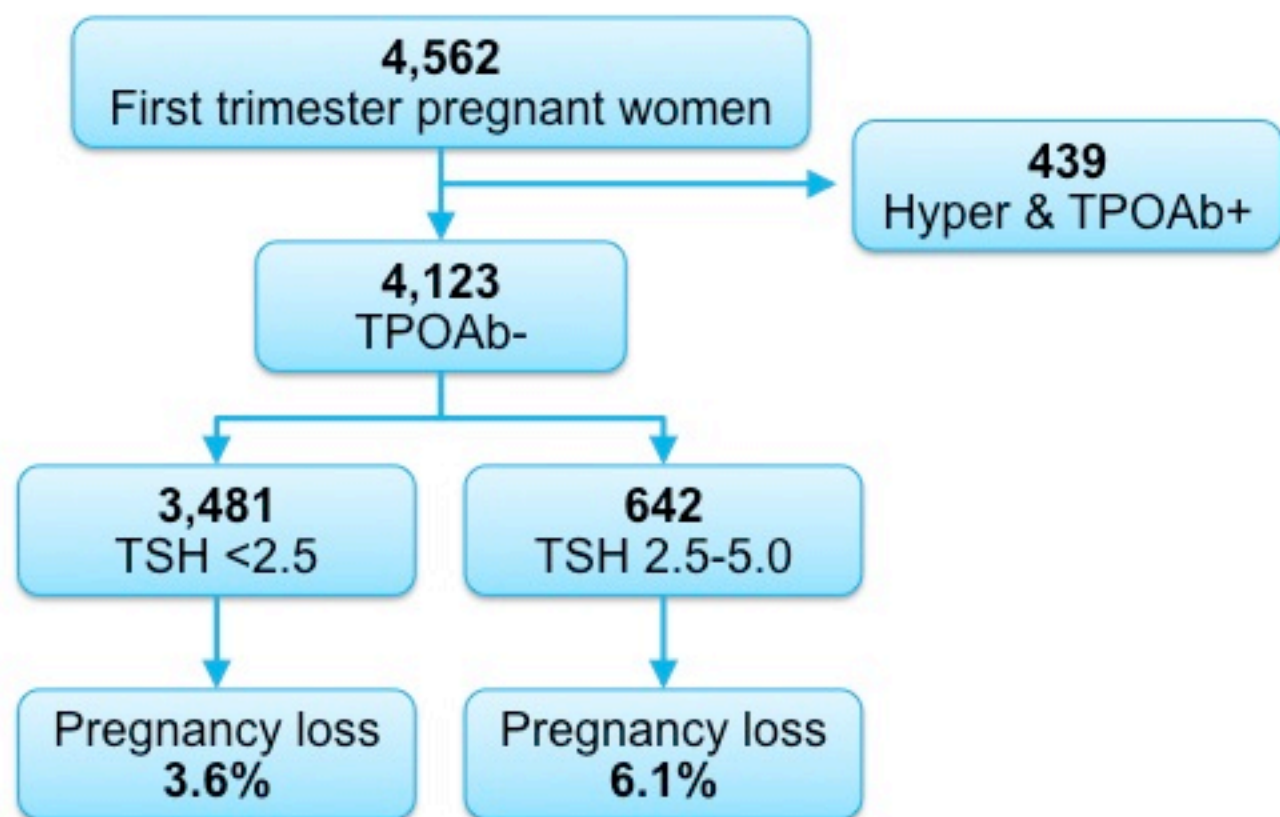 4,562
First trimester pregnant women
439
Hyper & TPOAb+
4,123
TPOAb-
3,481
TSH <2.5
642
TSH 2.5-5.0
Pregnancy loss
3.6%
Pregnancy loss
6.1%